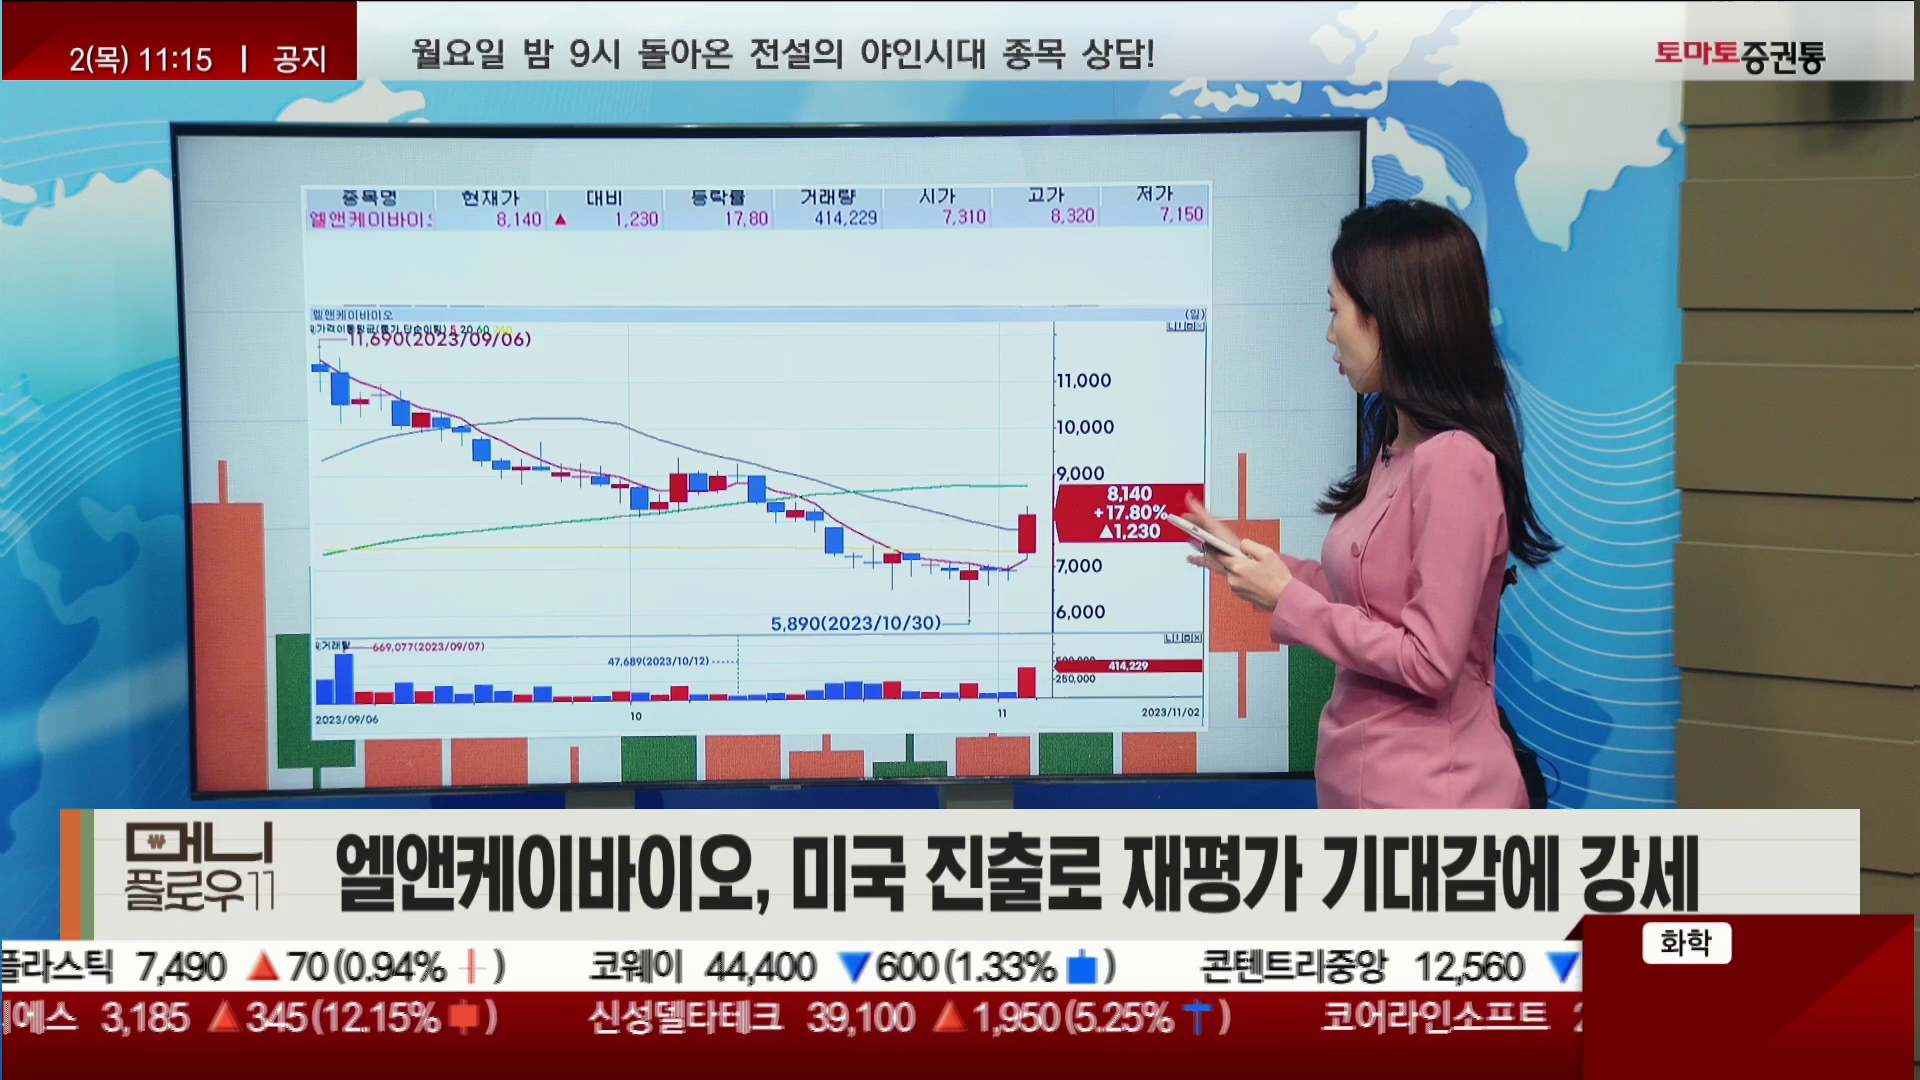 2(목) 11:15 | 공지
월요일 밤 9시 돌아온 전설의 야인시대 종목 상담!
토마토증권통
종목명 현재가 대비 등락률 거래량 시가 고가 저가
엘앤케이바이오 8,140 ▲ 1,230 17,80 414,229 7,310 8,320 7,150
엘앤케이바이오 (일)
5 20 60 240
11,690(2023/09/06)
11,000
10,000
9,000
8,140
+17.80%
▲1,230
7,000
6,000
5,890(2023/10/30)
거래량 669,077(2023/09/07)
47,689(2023/10/12)
414,229
250,000
2023/09/06 10 11 2023/11/02
머니
플로우11
엘앤케이바이오, 미국 진출로 재평가 기대감에 강세
화학
플라스틱 7,490 ▲70(0.94%) 코웨이 44,400 ▼600(1.33%) 콘텐트리중앙 12,560 ▼
에스 3,185 ▲345(12.15%) 신성델타테크 39,100 ▲1,950(5.25%) 코어라인소프트